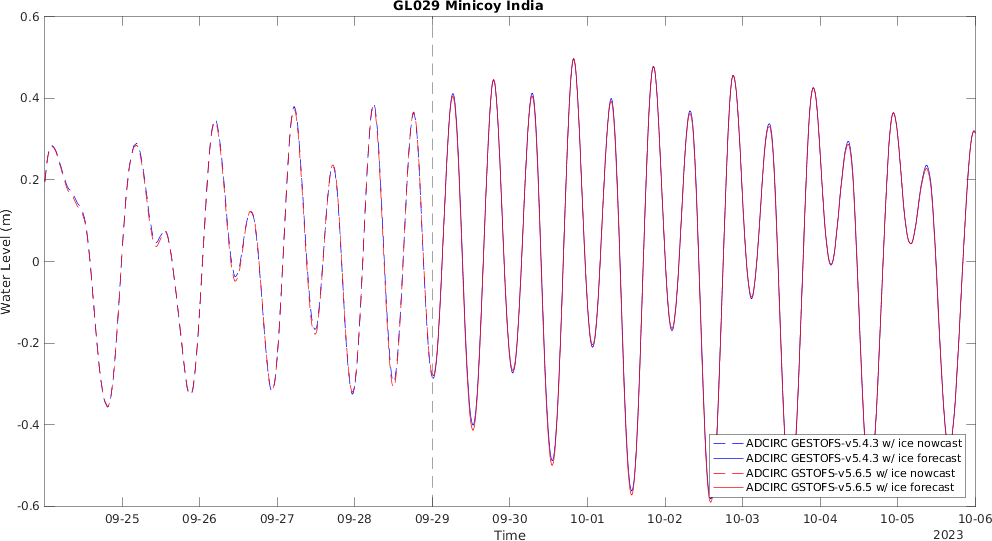 GL029 Minicoy India
0.6
0.4
0.2
0
-0.2
-0.4
-0.6
Water Level (m)
ADCIRC GESTOFS-v5.4.3 w/ ice nowcast
ADCIRC GESTOFS-v5.4.3 w/ ice forecast
ADCIRC GSTOFS-v5.6.5 w/ ice nowcast
ADCIRC GSTOFS-v5.6.5 w/ ice forecast
09-25 09-26 09-27 09-28 09-29 09-30 10-01 10-02 10-03 10-04 10-05 10-06
Time
2023